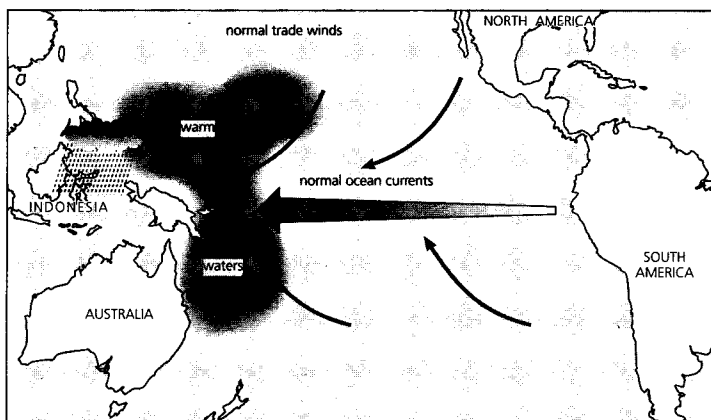 normal trade winds
NORTH AMERICA
warm
normal ocean currents
INDONESIA
waters
SOUTH
AMERICA
AUSTRALIA